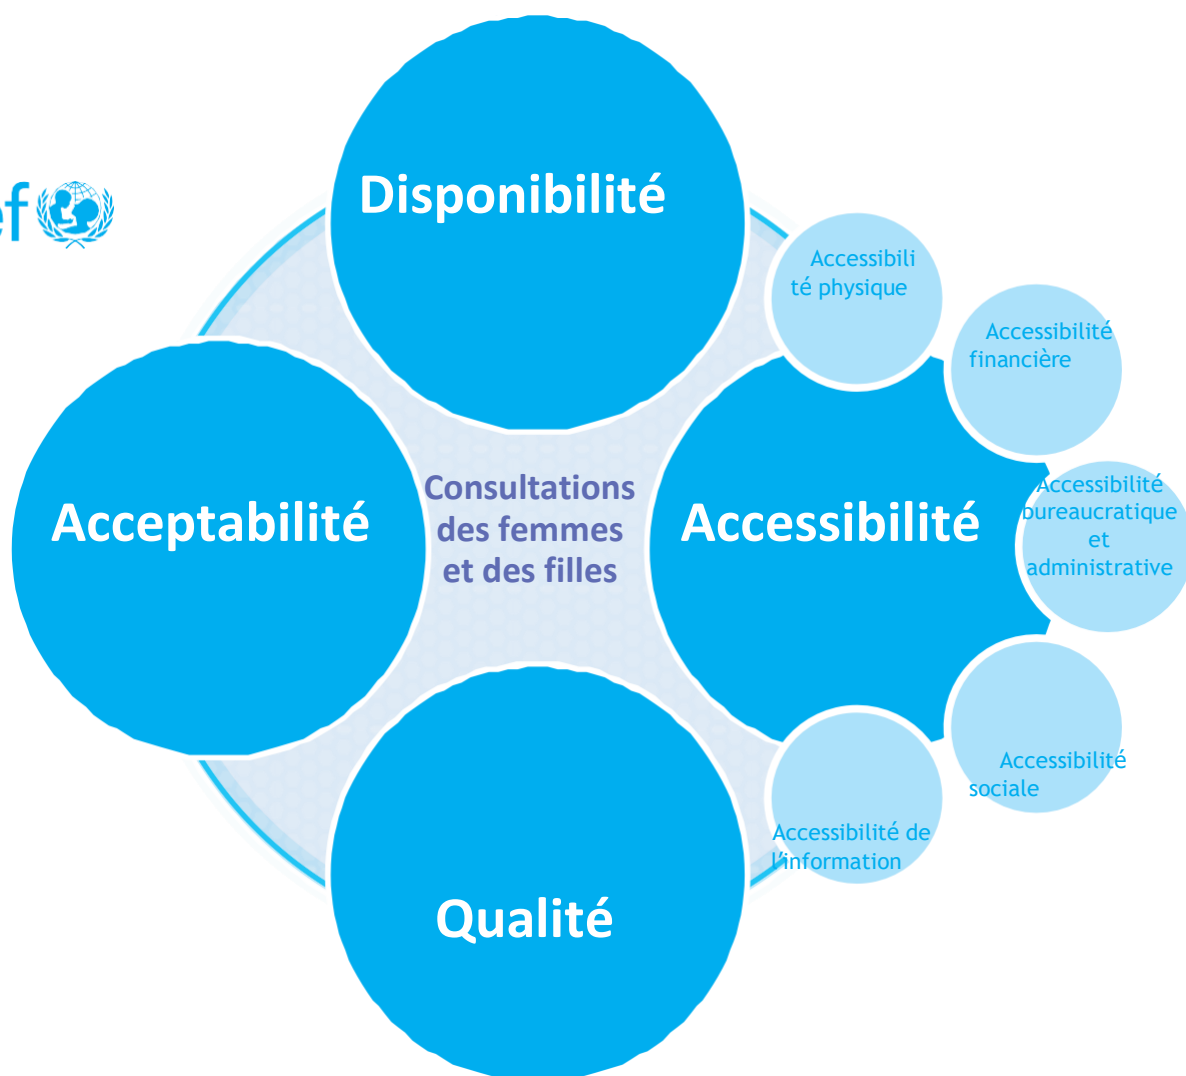 Disponibilité
ef
Accessibili
té physique
Accessibilité
financière
Acceptabilité
Consultations
des femmes
et des filles
Accessibilité
Accessibilité
bureaucratique
et
administrative
Accessibilité
sociale
Accessibilité de
l'information
Qualité